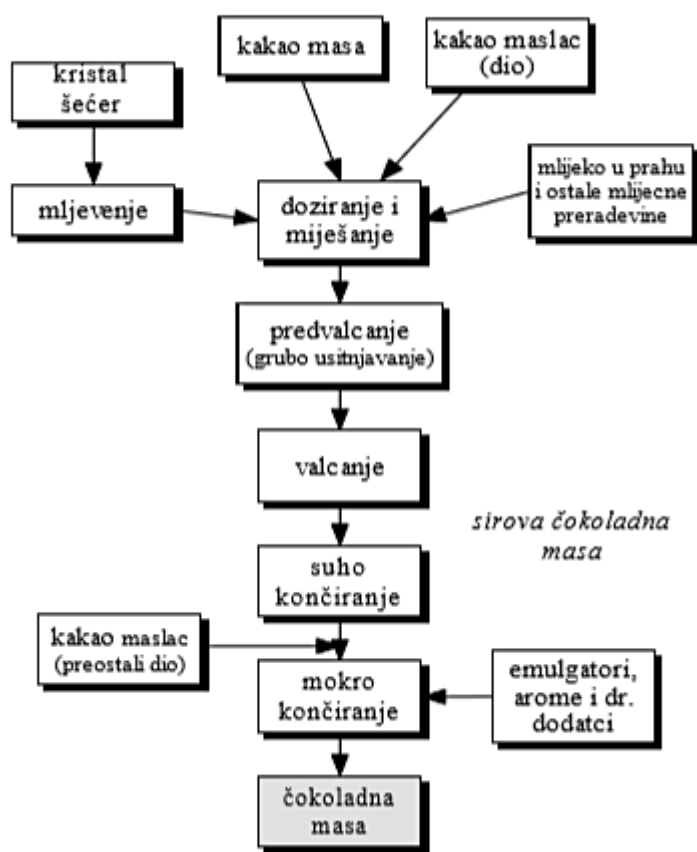 kakao masa
kakao maslac
(dio)
kristal
šećer
mlijeko u prahu
i ostale mliječne
preradevine
mljevenje
doziranje i
miješanje
predvalcanje
(grubo usitnjavanje)
valcanje
sirova čokoladna
masa
suho
končiranje
kakao maslac
(preostali dio)
mokro
končiranje
emulgatori,
arome i dr.
dodatci
čokoladna
masa